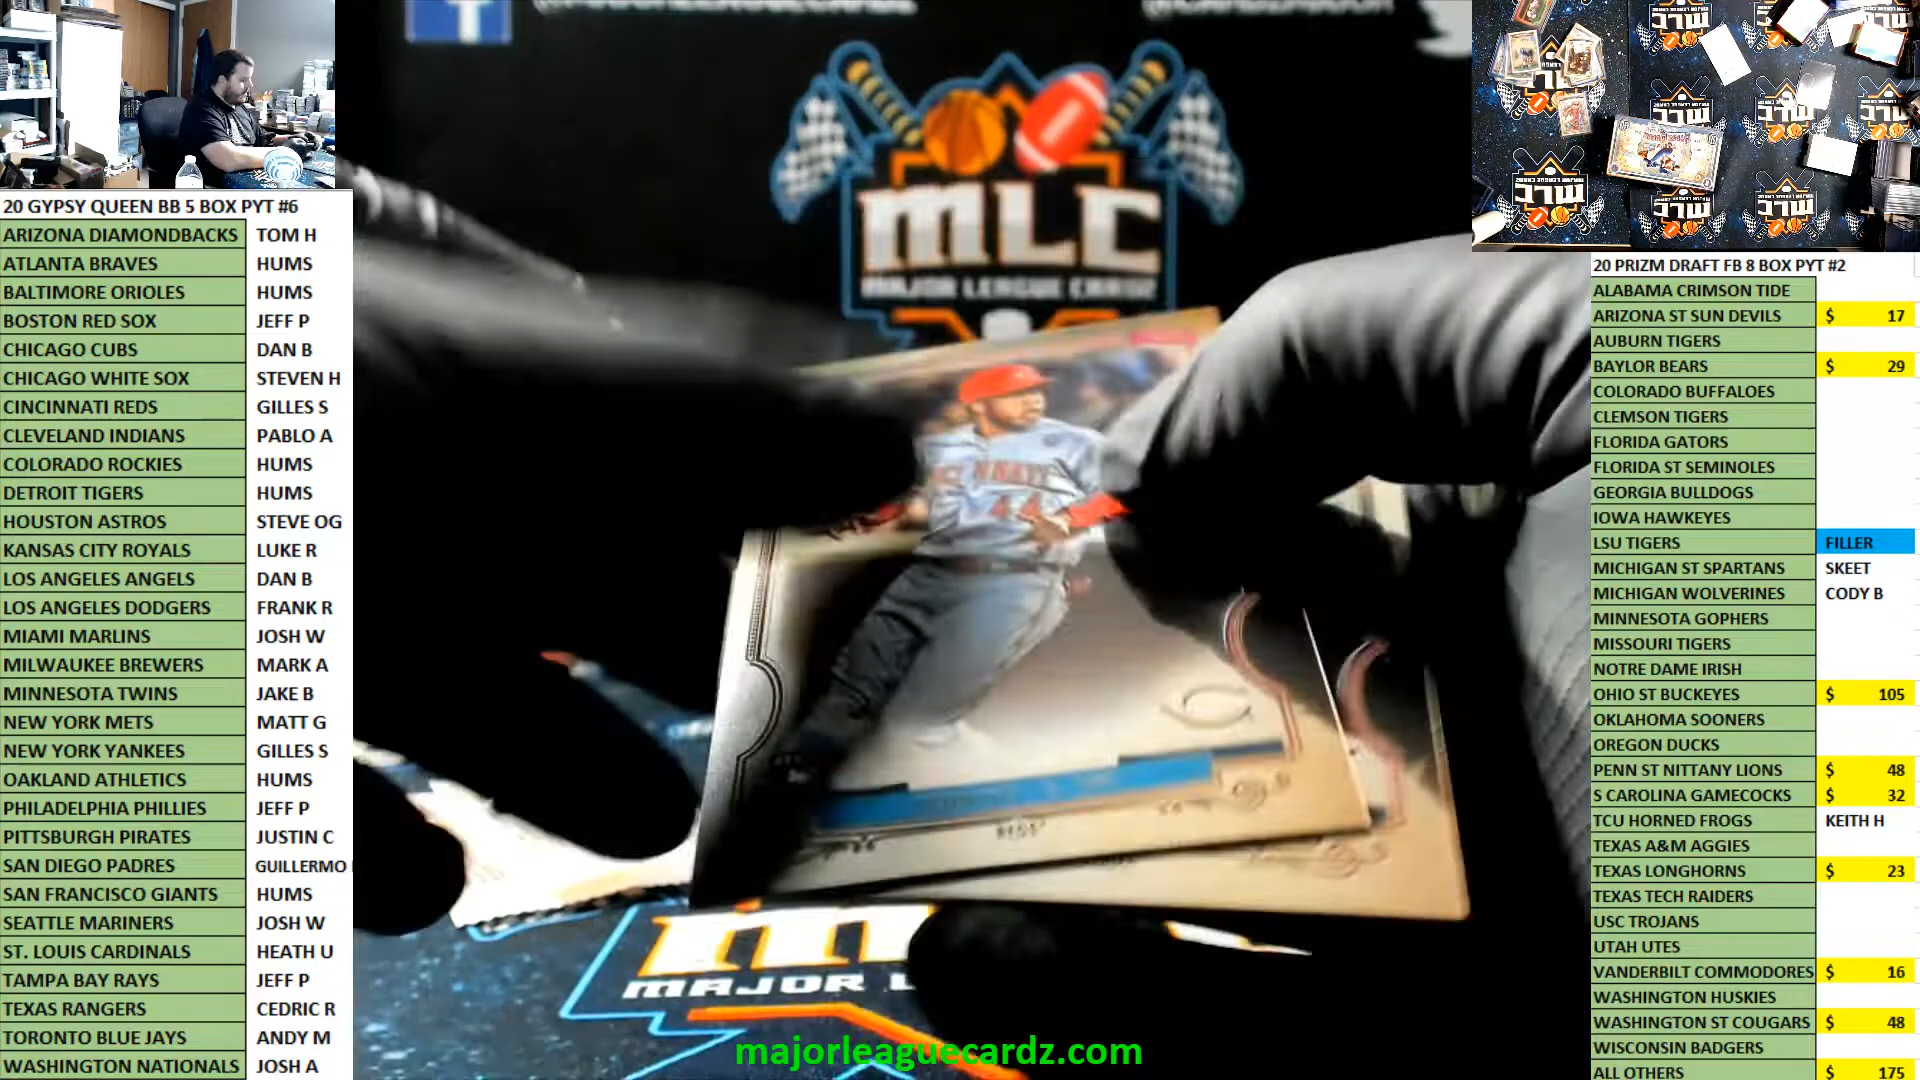 20 GYPSY QUEEN BB 5 BOX PYT #6
ARIZONA DIAMONDBACKS TOM H
ATLANTA BRAVES HUMS
BALTIMORE ORIOLES HUMS
BOSTON RED SOX JEFF P
CHICAGO CUBS DAN B
CHICAGO WHITE SOX STEVEN H
CINCINNATI REDS GILLES S
CLEVELAND INDIANS PABLO A
COLORADO ROCKIES HUMS
DETROIT TIGERS HUMS
HOUSTON ASTROS STEVE OG
KANSAS CITY ROYALS LUKE R
LOS ANGELES ANGELS DAN B
LOS ANGELES DODGERS FRANK R
MIAMI MARLINS JOSH W
MILWAUKEE BREWERS MARK A
MINNESOTA TWINS JAKE B
NEW YORK METS MATT G
NEW YORK YANKEES GILLES S
OAKLAND ATHLETICS HUMS
PHILADELPHIA PHILLIES JEFF P
PITTSBURGH PIRATES JUSTIN C
SAN DIEGO PADRES GUILLERMO
SAN FRANCISCO GIANTS HUMS
SEATTLE MARINERS JOSH W
ST. LOUIS CARDINALS HEATH U
TAMPA BAY RAYS JEFF P
TEXAS RANGERS CEDRIC R
TORONTO BLUE JAYS ANDY M
WASHINGTON NATIONALS JOSH A
MLC
MAJOR LEAGUE CARDZ
44
REDS
MAJOR L
majorleaguecardz.com
20 PRIZM DRAFT FB 8 BOX PYT #2
ALABAMA CRIMSON TIDE
ARIZONA ST SUN DEVILS $ 17
AUBURN TIGERS
BAYLOR BEARS $ 29
COLORADO BUFFALOES
CLEMSON TIGERS
FLORIDA GATORS
FLORIDA ST SEMINOLES
GEORGIA BULLDOGS
IOWA HAWKEYES
LSU TIGERS FILLER
MICHIGAN ST SPARTANS SKEET
MICHIGAN WOLVERINES CODY B
MINNESOTA GOPHERS
MISSOURI TIGERS
NOTRE DAME IRISH
OHIO ST BUCKEYES $ 105
OKLAHOMA SOONERS
OREGON DUCKS
PENN ST NITTANY LIONS $ 48
S CAROLINA GAMECOCKS $ 32
TCU HORNED FROGS KEITH H
TEXAS A&M AGGIES
TEXAS LONGHORNS $ 23
TEXAS TECH RAIDERS
USC TROJANS
UTAH UTES
VANDERBILT COMMODORES $ 16
WASHINGTON HUSKIES
WASHINGTON ST COUGARS $ 48
WISCONSIN BADGERS
ALL OTHERS $ 175